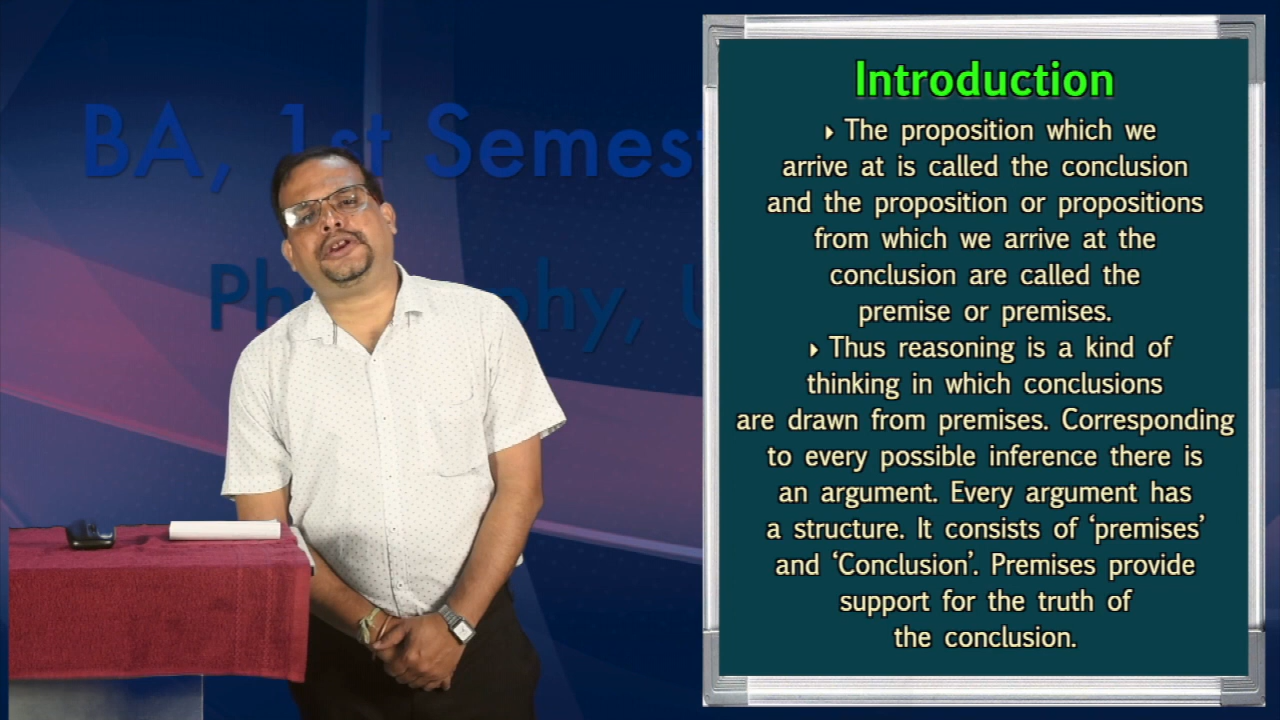 BA, 1st Semest
Introduction
The proposition which we
arrive at is called the conclusion
and the proposition or propositions
from which we arrive at the
conclusion are called the
premise or premises.
Thus reasoning is a kind of
thinking in which conclusions
are drawn from premises. Corresponding
to every possible inference there is
an argument. Every argument has
a structure. It consists of ‘premises’
and ‘Conclusion’. Premises provide
support for the truth of
the conclusion.